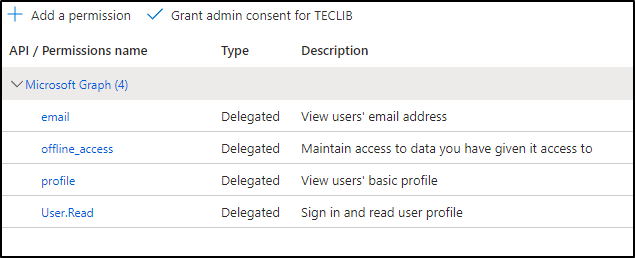 Add a permission Grant admin consent for TECLIB
API / Permissions name Type Description
Microsoft Graph (4)
email Delegated View users' email address
offline_access Delegated Maintain access to data you have given it access to
profile Delegated View users' basic profile
User.Read Delegated Sign in and read user profile